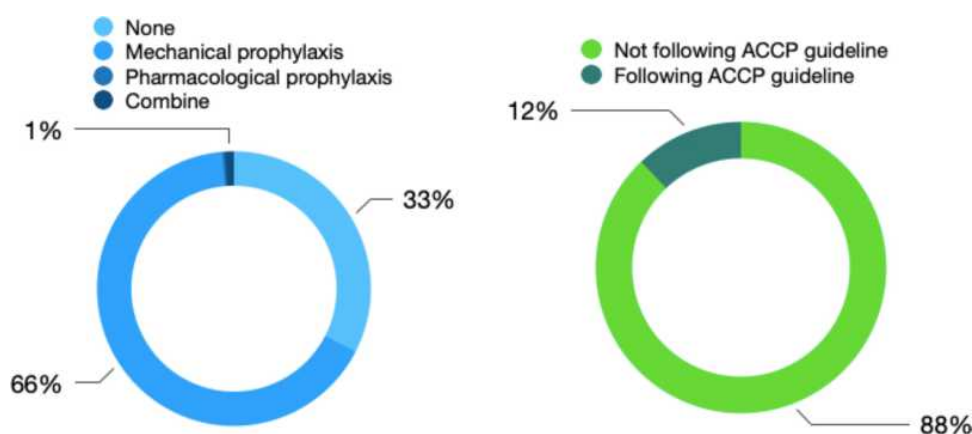 None
Mechanical prophylaxis
Pharmacological prophylaxis
Combine
1%
33%
66%
Not following ACCP guideline
Following ACCP guideline
12%
88%